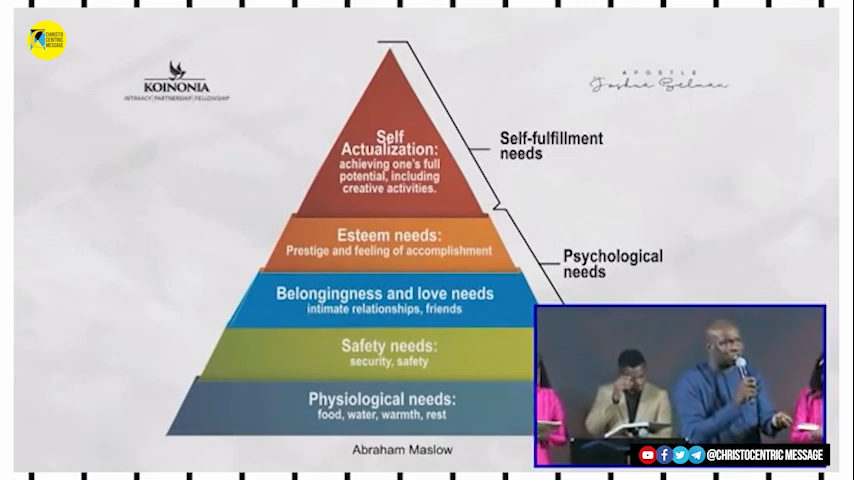 CHRISTO
CENTRIC
MESSAGE
KOINONIA
INTIMACY | PARTNERSHIP | FELLOWSHIP
APOSTLE
Joshua Selman
Self
Actualization:
achieving one's full
potential, including
creative activities.
Self-fulfillment
needs
Esteem needs:
Prestige and feeling of accomplishment
Psychological
needs
Belongingness and love needs
intimate relationships, friends
Safety needs:
security, safety
Physiological needs:
food, water, warmth, rest
Abraham Maslow
@CHRISTOCENTRIC MESSAGE